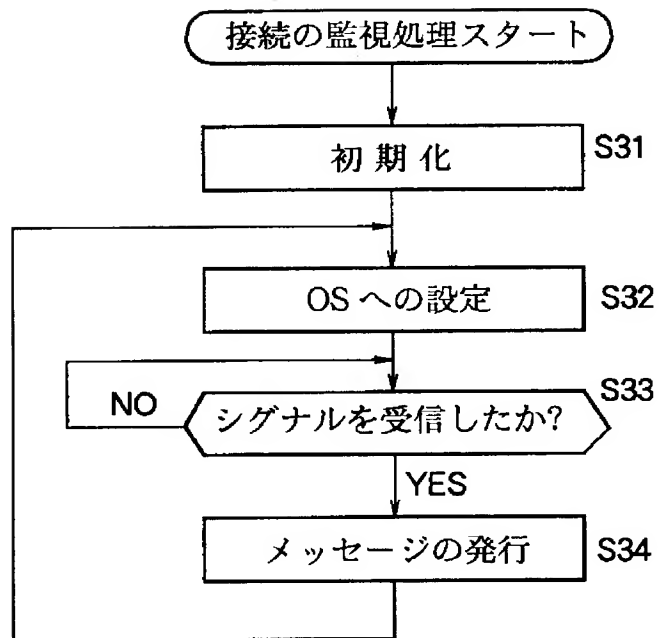 接続の監視処理スタート
初期化
S31
OSへの設定
S32
シグナルを受信したか?
S33
NO
YES
メッセージの発行
S34